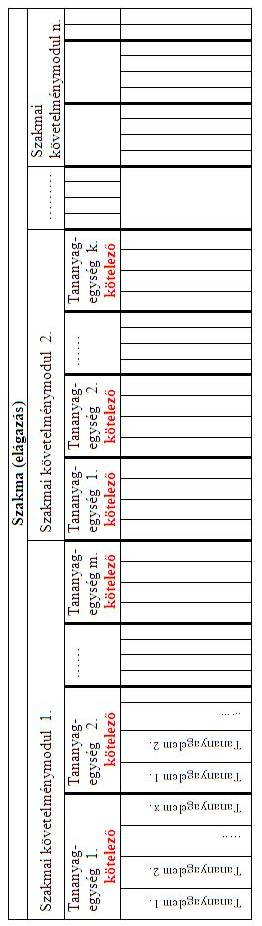 Szakma (elágazás)
Szakmai követelménymodul 1.
Szakmai követelménymodul 2.
..........
Szakmai
követelménymodul n.
Tananyag-
egység 1.
kötelező
Tananyag-
egység 2.
kötelező
......
Tananyag-
egység m.
kötelező
Tananyag-
egység 1.
kötelező
Tananyag-
egység 2.
kötelező
......
Tananyag-
egység k.
kötelező
Tananyagelem 1.
Tananyagelem 2.
.....
Tananyagelem x.
Tananyagelem 1.
Tananyagelem 2.
.....